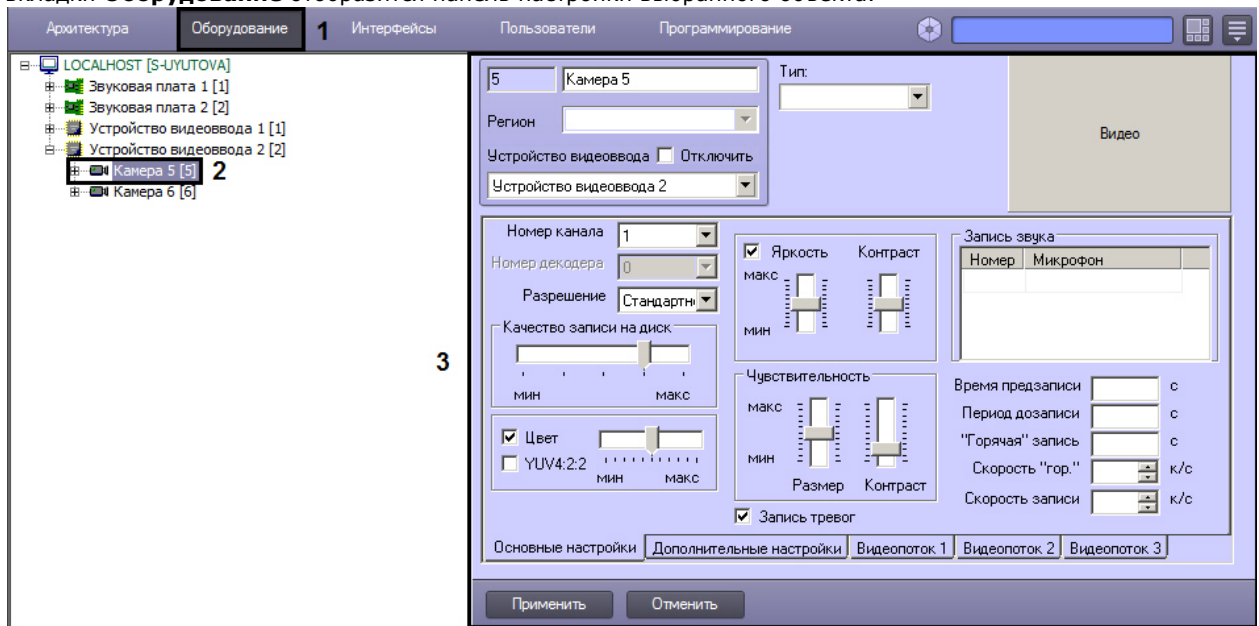 вкладки Оборудование отобразится панель настройки выбранного объекта.
Архитектура Оборудование 1 Интерфейсы Пользователи Программирование
LOCALHOST [S-UYUTOVA]
Звуковая плата 1 [1]
Звуковая плата 2 [2]
Устройство видеоввода 1 [1]
Устройство видеоввода 2 [2]
Камера 5 [5] 2
Камера 6 [6]
3
5 Камера 5
Тип:
Регион
Устройство видеоввода Отключить
Устройство видеоввода 2
Видео
Номер канала 1
Номер декодера 0
Разрешение Стандартн
Качество записи на диск
мин макс
Цвет
YUV4:2:2
мин макс
Яркость Контраст
макс
мин
Чувствительность
макс
мин
Размер Контраст
Запись тревог
Запись звука
Номер Микрофон
Время предзаписи с
Период дозаписи с
"Горячая" запись с
Скорость "гор." к/с
Скорость записи к/с
Основные настройки Дополнительные настройки Видеопоток 1 Видеопоток 2 Видеопоток 3
Применить Отменить